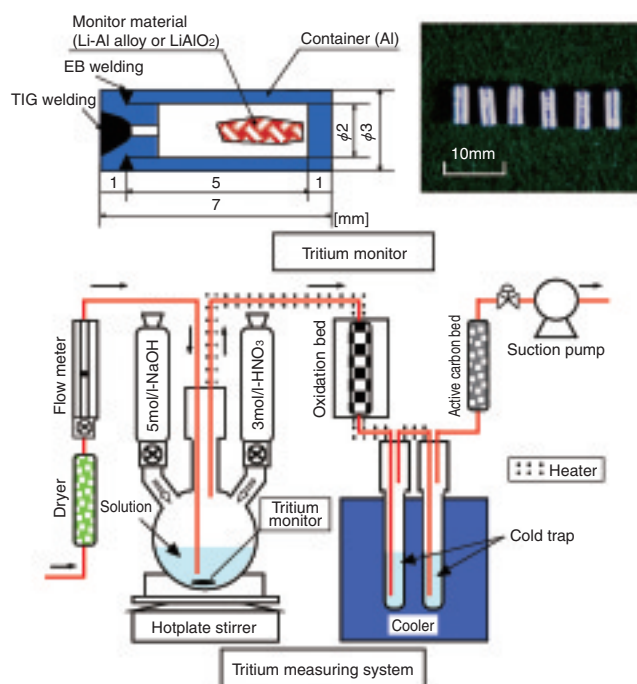 Monitor material
(Li-Al alloy or LiAlO₂)
Container (Al)
EB welding
TIG welding
ϕ2
ϕ3
1
5
1
7
[mm]
10mm
Tritium monitor
Flow meter
5mol/l-NaOH
3mol/l-HNO₃
Oxidation bed
Active carbon bed
Suction pump
Dryer
Solution
Tritium
monitor
Heater
Cold trap
Hotplate stirrer
Cooler
Tritium measuring system